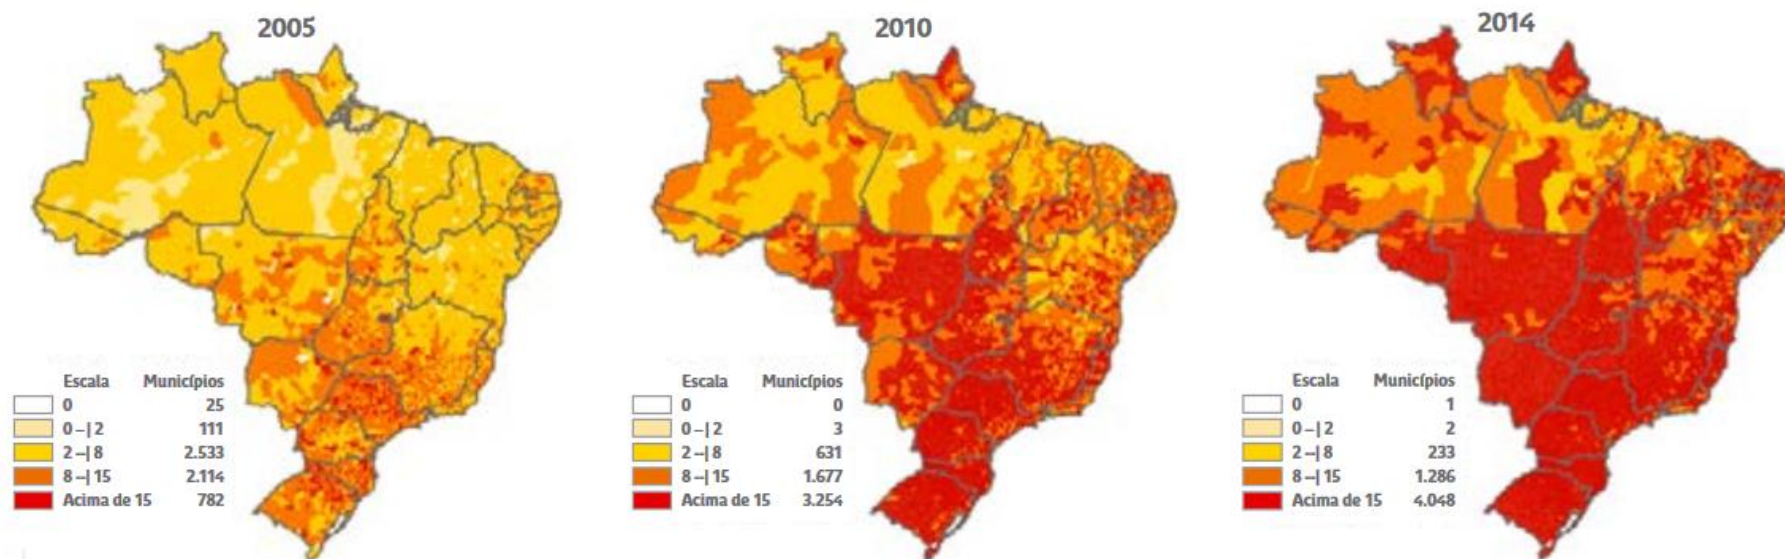 2005
Escala Municípios
0 25
0 –| 2 111
2 –| 8 2.533
8 –| 15 2.114
Acima de 15 782
2010
Escala Municípios
0 0
0 –| 2 3
2 –| 8 631
8 –| 15 1.677
Acima de 15 3.254
2014
Escala Municípios
0 1
0 –| 2 2
2 –| 8 233
8 –| 15 1.286
Acima de 15 4.048